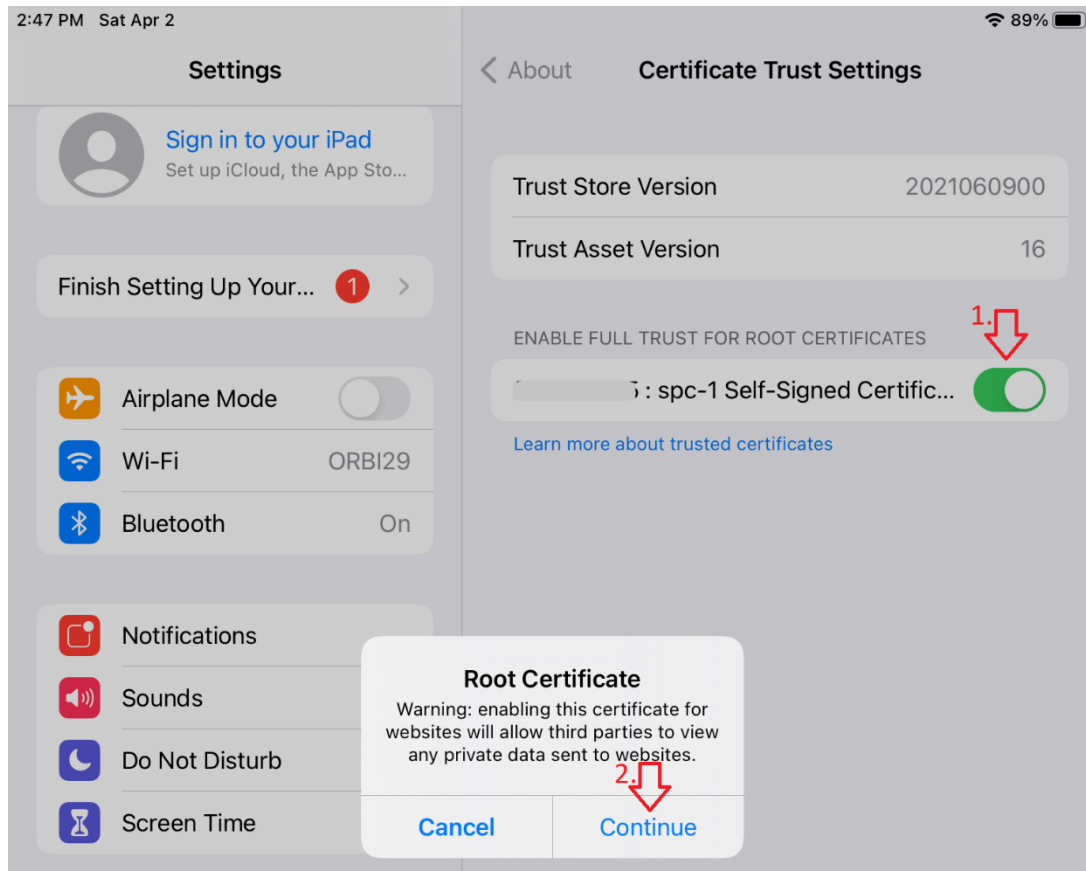 2:47 PM Sat Apr 2
89%
Settings
Sign in to your iPad
Set up iCloud, the App Sto...
Finish Setting Up Your... 1
Airplane Mode
Wi-Fi ORBI29
Bluetooth On
Notifications
Sounds
Do Not Disturb
Screen Time
About Certificate Trust Settings
Trust Store Version 2021060900
Trust Asset Version 16
1.
ENABLE FULL TRUST FOR ROOT CERTIFICATES
: spc-1 Self-Signed Certific...
Learn more about trusted certificates
Root Certificate
Warning: enabling this certificate for
websites will allow third parties to view
any private data sent to websites.
2.
Cancel Continue